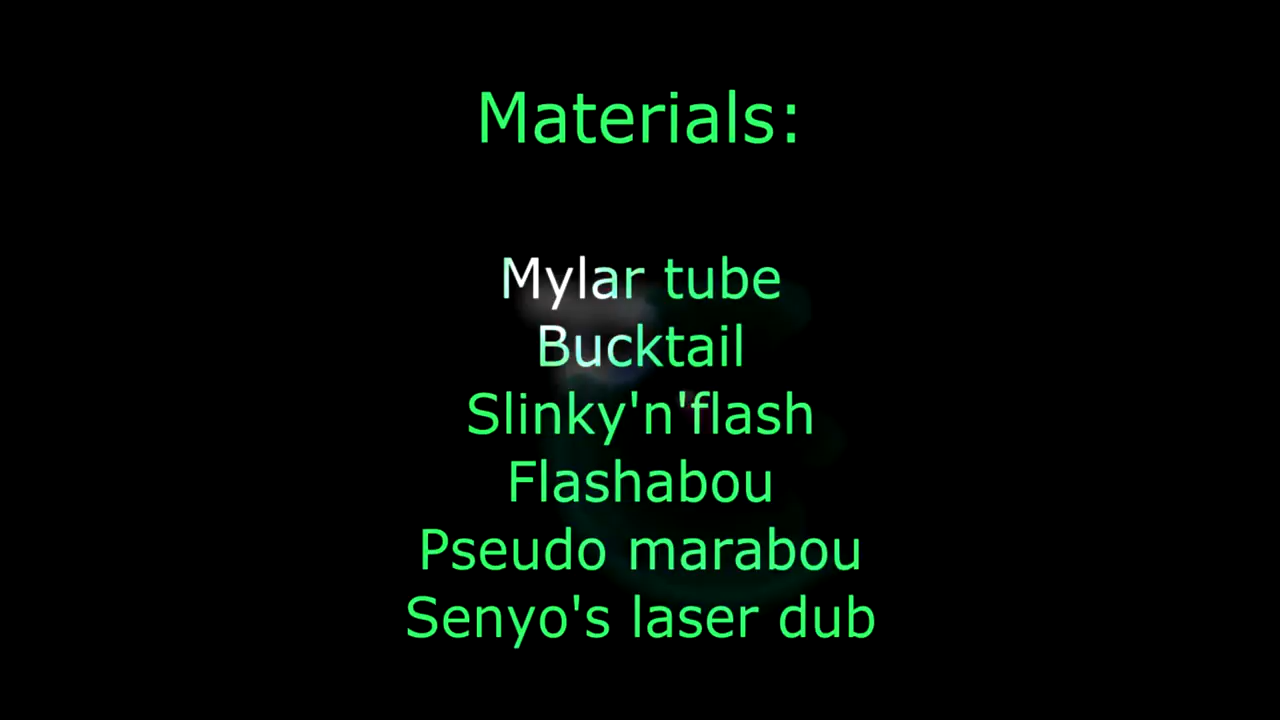 Materials:
Mylar tube
Bucktail
Slinky'n'flash
Flashabou
Pseudo marabou
Senyo's laser dub